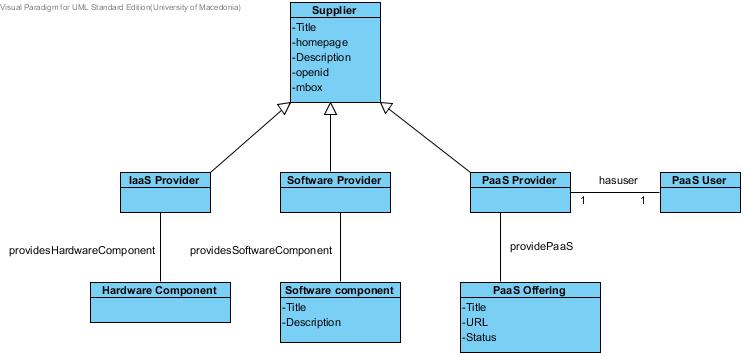 Visual Paradigm for UML Standard Edition(University of Macedonia)
Supplier
-Title
-homepage
-Description
-openid
-mbox
IaaS Provider
Software Provider
PaaS Provider
hasuser
1
1
PaaS User
providesHardwareComponent
providesSoftwareComponent
providePaaS
Hardware Component
Software component
-Title
-Description
PaaS Offering
-Title
-URL
-Status